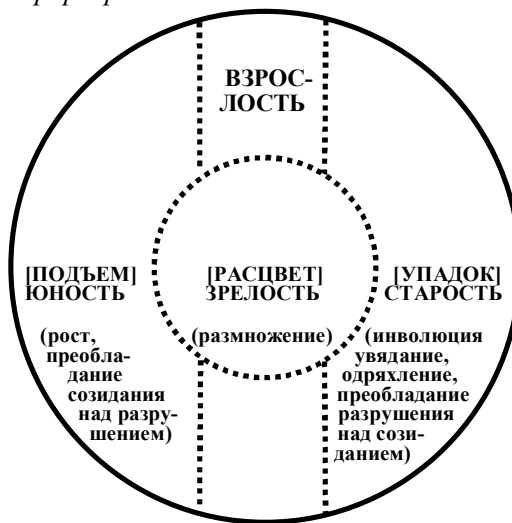 ВЗРОС-
ЛОСТЬ
[ПОДЪЕМ]
ЮНОСТЬ
(рост,
преобла-
дание
созидания
над разру-
шением)
[РАСЦВЕТ]
ЗРЕЛОСТЬ
(размножение)
[УПАДОК]
СТАРОСТЬ
(инволюция
увядание,
одряхление,
преобладание
разрушения
над сози-
данием)